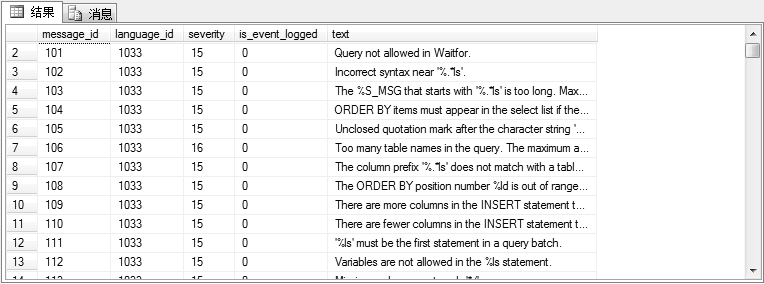 结果 消息
message_id language_id severity is_event_logged text
2 101 1033 15 0 Query not allowed in Waitfor.
3 102 1033 15 0 Incorrect syntax near '%.*ls'.
4 103 1033 15 0 The %S_MSG that starts with '%.*ls' is too long. Max...
5 104 1033 15 0 ORDER BY items must appear in the select list if the...
6 105 1033 15 0 Unclosed quotation mark after the character string '...
7 106 1033 16 0 Too many table names in the query. The maximum a...
8 107 1033 15 0 The column prefix '%.*ls' does not match with a tabl...
9 108 1033 15 0 The ORDER BY position number %ld is out of range...
10 109 1033 15 0 There are more columns in the INSERT statement t...
11 110 1033 15 0 There are fewer columns in the INSERT statement t...
12 111 1033 15 0 '%ls' must be the first statement in a query batch.
13 112 1033 15 0 Variables are not allowed in the %ls statement.